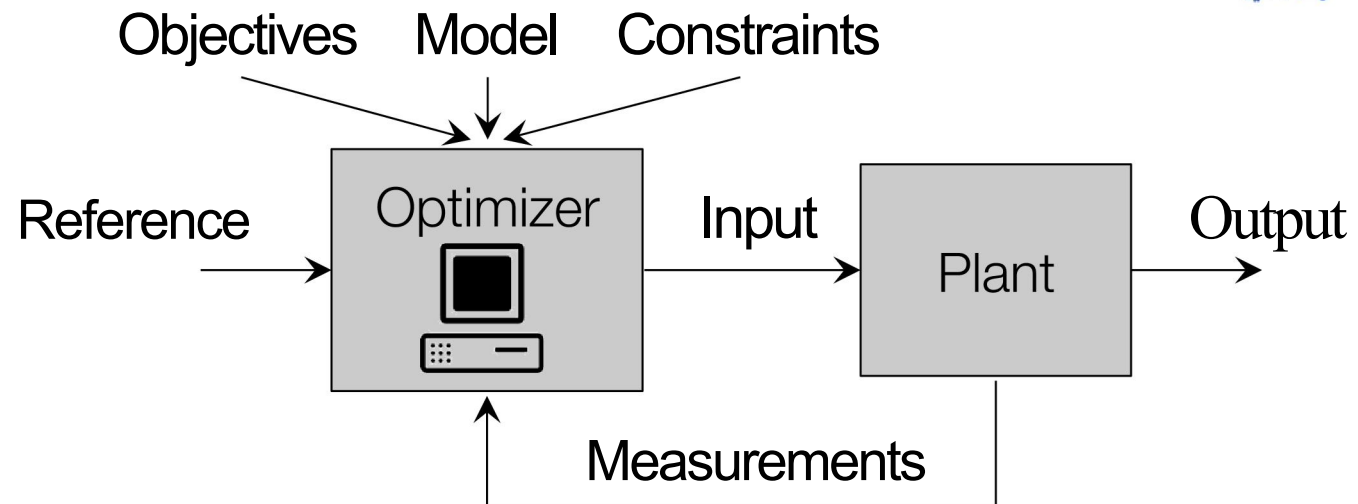 Objectives Model Constraints
Optimizer
Reference
Input
Output
Plant
Measurements